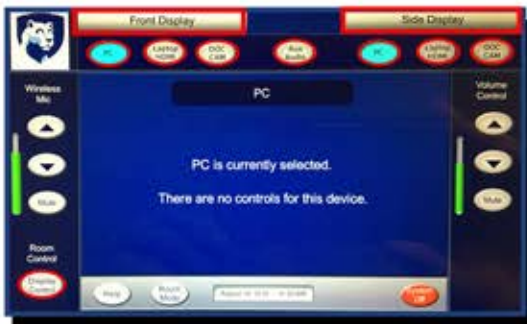 Front Display
Side Display
PC
Laptop
HDMI
DOC
CAM
Aux
Audio
PC
Laptop
HDMI
DOC
CAM
Wireless
Mic
PC
Volume
Control
PC is currently selected.
There are no controls for this device.
Mute
Mute
Room
Control
Display
Control
Help
Room
Mode
System
Off